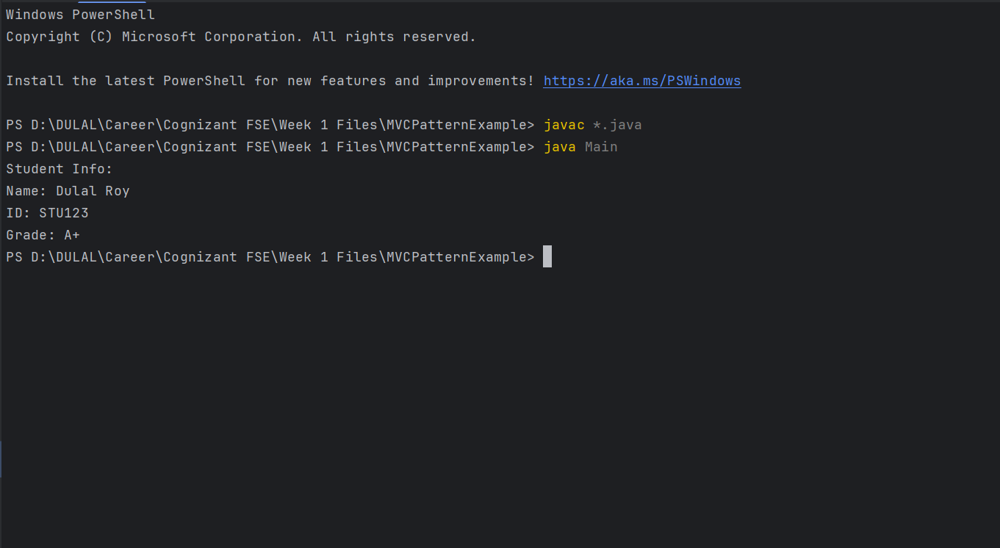 Windows PowerShell
Copyright (C) Microsoft Corporation. All rights reserved.
Install the latest PowerShell for new features and improvements! https://aka.ms/PSWindows
PS D:\DULAL\Career\Cognizant FSE\Week 1 Files\MVCPatternExample> javac *.java
PS D:\DULAL\Career\Cognizant FSE\Week 1 Files\MVCPatternExample> java Main
Student Info:
Name: Dulal Roy
ID: STU123
Grade: A+
PS D:\DULAL\Career\Cognizant FSE\Week 1 Files\MVCPatternExample>